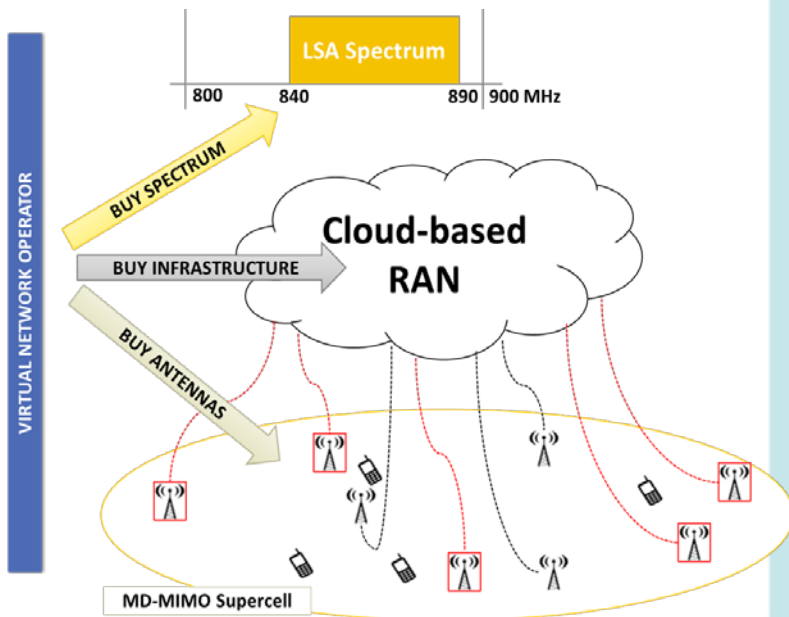 LSA Spectrum
800
840
890
900 MHz
VIRTUAL NETWORK OPERATOR
BUY SPECTRUM
BUY INFRASTRUCTURE
BUY ANTENNAS
Cloud-based
RAN
MD-MIMO Supercell